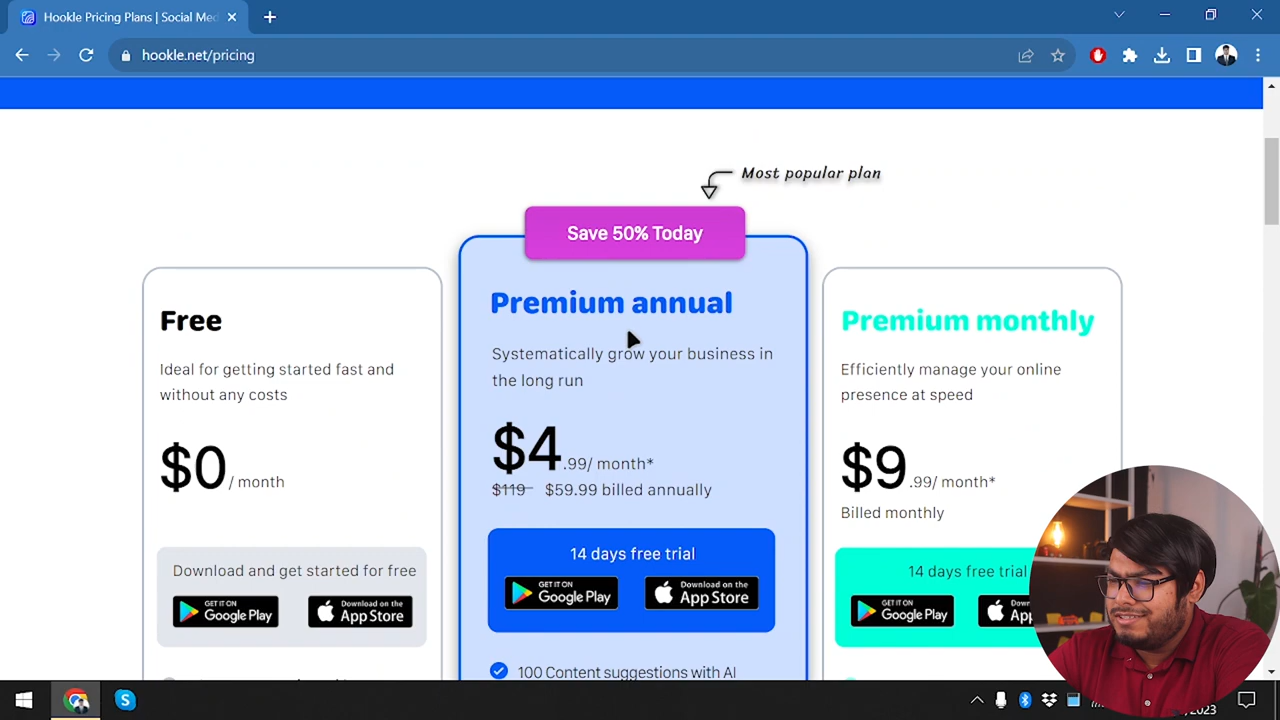 Hookle Pricing Plans | Social Med
hookle.net/pricing
Most popular plan
Save 50% Today
Free
Ideal for getting started fast and
without any costs
$0 / month
Download and get started for free
GET IT ON
Google Play
Download on the
App Store
Premium annual
Systematically grow your business in
the long run
$4.99/ month*
$119 $59.99 billed annually
14 days free trial
GET IT ON
Google Play
Download on the
App Store
100 Content suggestions with AI
Premium monthly
Efficiently manage your online
presence at speed
$9.99/ month*
Billed monthly
14 days free trial
GET IT ON
Google Play